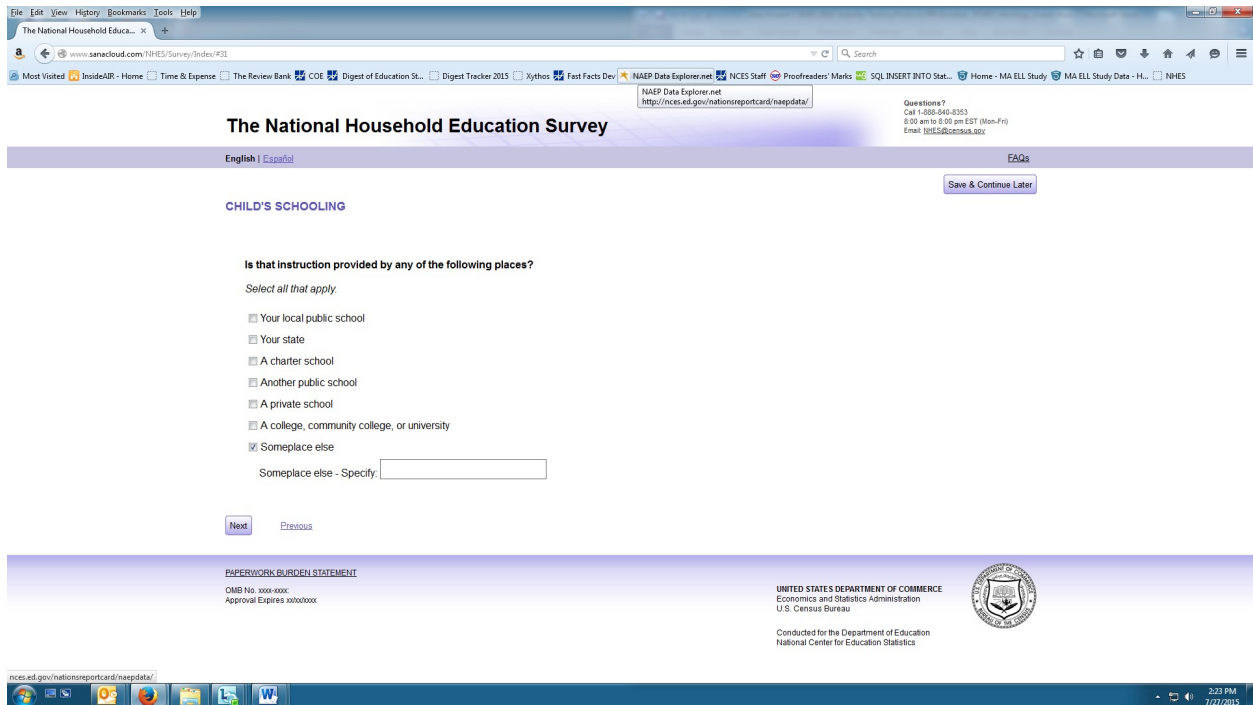 File Edit View History Bookmarks Tools Help
The National Household Educa... × +
www.sanacloud.com/NHES/Survey/Index/#31
Search
Most Visited InsideAIR - Home Time & Expense The Review Bank COE Digest of Education St... Digest Tracker 2015 Xythos Fast Facts Dev NAEP Data Explorer.net NCES Staff Proofreaders' Marks SQL INSERT INTO Stat... Home - MA ELL Study MA ELL Study Data - H... NHES
NAEP Data Explorer.net
http://nces.ed.gov/nationsreportcard/naepdata/
The National Household Education Survey
Questions?
Call 1-888-840-8353
8:00 am to 8:00 pm EST (Mon-Fri)
Email: NHES@census.gov
English | Español
FAQs
Save & Continue Later
CHILD'S SCHOOLING
Is that instruction provided by any of the following places?
Select all that apply.
Your local public school
Your state
A charter school
Another public school
A private school
A college, community college, or university
Someplace else
Someplace else - Specify:
Next Previous
PAPERWORK BURDEN STATEMENT
OMB No. xxxx-xxxx:
Approval Expires xx/xx/xxxx
UNITED STATES DEPARTMENT OF COMMERCE
Economics and Statistics Administration
U.S. Census Bureau
Conducted for the Department of Education
National Center for Education Statistics
U.S. DEPARTMENT OF COMMERCE
BUREAU OF THE CENSUS
nces.ed.gov/nationsreportcard/naepdata/
2:23 PM
7/27/2015